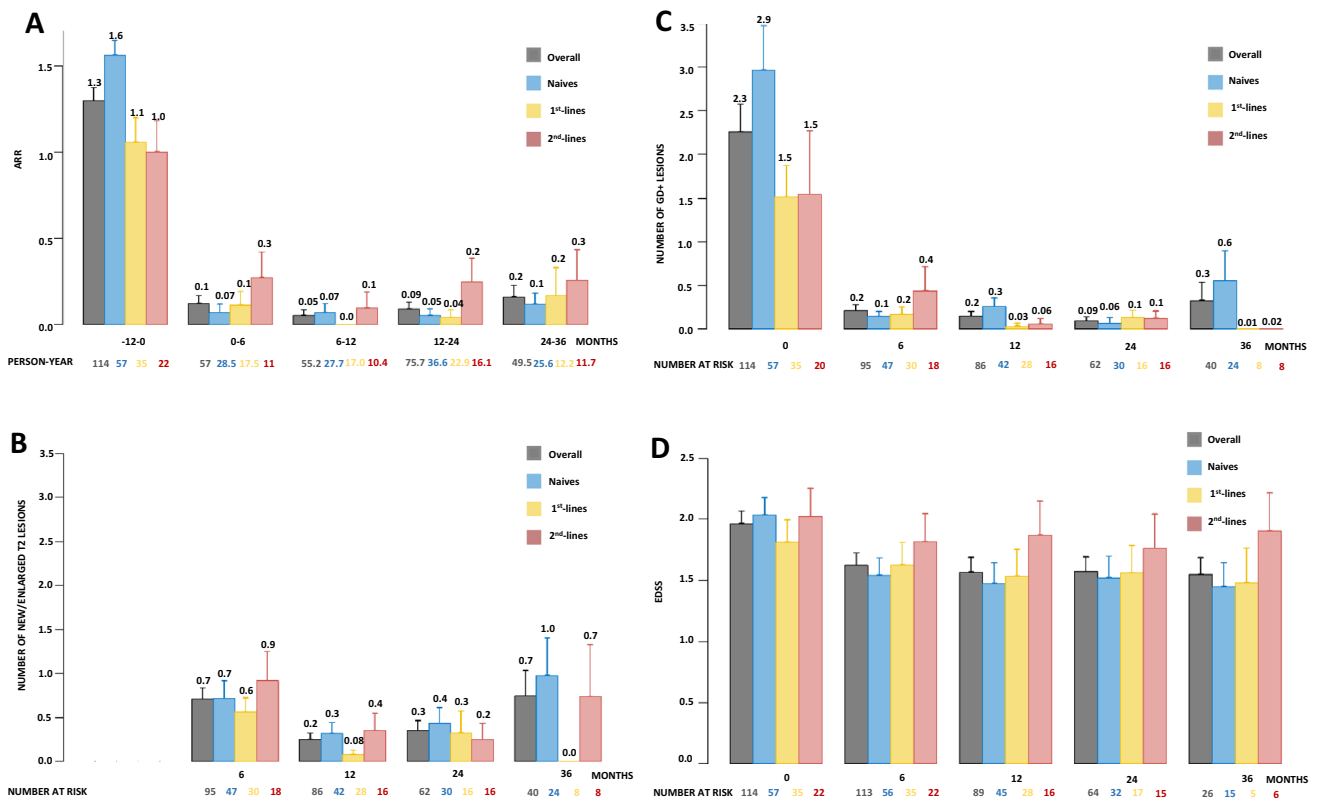 A
1.5
1.0
0.5
0.0
ARR
1.3 1.6 1.1 1.0
0.1 0.07 0.1 0.3
0.05 0.07 0.0 0.1
0.09 0.05 0.04 0.2
0.2 0.1 0.2 0.3
Overall
Naives
1st-lines
2nd-lines
-12-0 0-6 6-12 12-24 24-36 MONTHS
PERSON-YEAR 114 57 35 22 57 28.5 17.5 11 55.2 27.7 17.0 10.4 75.7 36.6 22.9 16.1 49.5 25.6 12.2 11.7
C
3.5
3.0
2.5
2.0
1.5
1.0
0.5
0.0
NUMBER OF GD+ LESIONS
2.3 2.9 1.5 1.5
0.2 0.1 0.2 0.4
0.2 0.3 0.03 0.06
0.09 0.06 0.1 0.1
0.3 0.6 0.01 0.02
Overall
Naives
1st-lines
2nd-lines
0 6 12 24 36 MONTHS
NUMBER AT RISK 114 57 35 20 95 47 30 18 86 42 28 16 62 30 16 16 40 24 8 8
B
3.5
3.0
2.5
2.0
1.5
1.0
0.5
0.0
NUMBER OF NEW/ENLARGED T2 LESIONS
0.7 0.7 0.6 0.9
0.2 0.3 0.08 0.4
0.3 0.4 0.3 0.2
0.7 1.0 0.0 0.7
Overall
Naives
1st-lines
2nd-lines
6 12 24 36 MONTHS
NUMBER AT RISK 95 47 30 18 86 42 28 16 62 30 16 16 40 24 8 8
D
2.5
2.0
1.5
1.0
0.5
0.0
EDSS
Overall
Naives
1st-lines
2nd-lines
0 6 12 24 36 MONTHS
NUMBER AT RISK 114 57 35 22 113 56 35 22 89 45 28 16 64 32 17 15 26 15 5 6